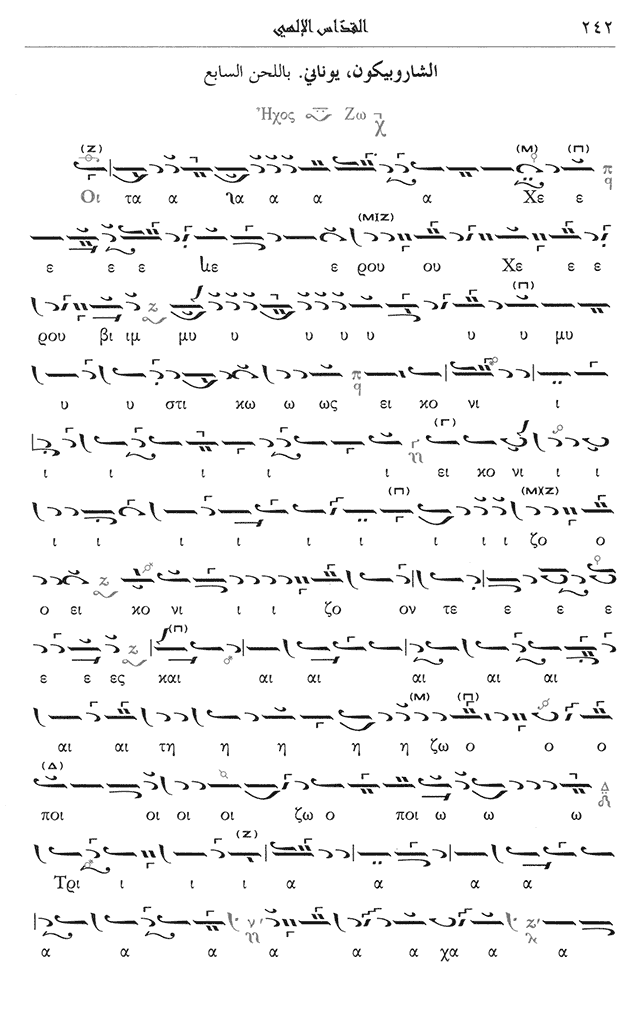 القدّاس الإلهي ٢٤٢
الشاروبيكون، يوناني. باللحن السابع
Ἦχος Ζω
(Ζ) (Μ) (Π)
Οι τα α ια α α α Χε ε
(Μ)(Ζ)
ε ε ε με ε ρου ου Χε ε ε
(Π)
ρου βι ιμ μυ υ υ υ υ υ υ μυ
υ υ στι κω ω ως ει κο νι ι
(Γ)
ι ι ι ι ι ει κο νι ι ι
(Π) (Μ)(Ζ)
ι ι ι ι ι ι ι ι ζο ο
ο ει κο νι ι ι ζο ον τε ε ε ε
(Π)
ε ε ες και αι αι αι αι αι
(Μ) (Π)
αι αι τη η η η η ζω ο ο ο
(Δ)
ποι οι οι οι ζω ο ποι ω ω ω
(Ζ)
Τρι ι ι ι α α α α
α α α α α α χα α α